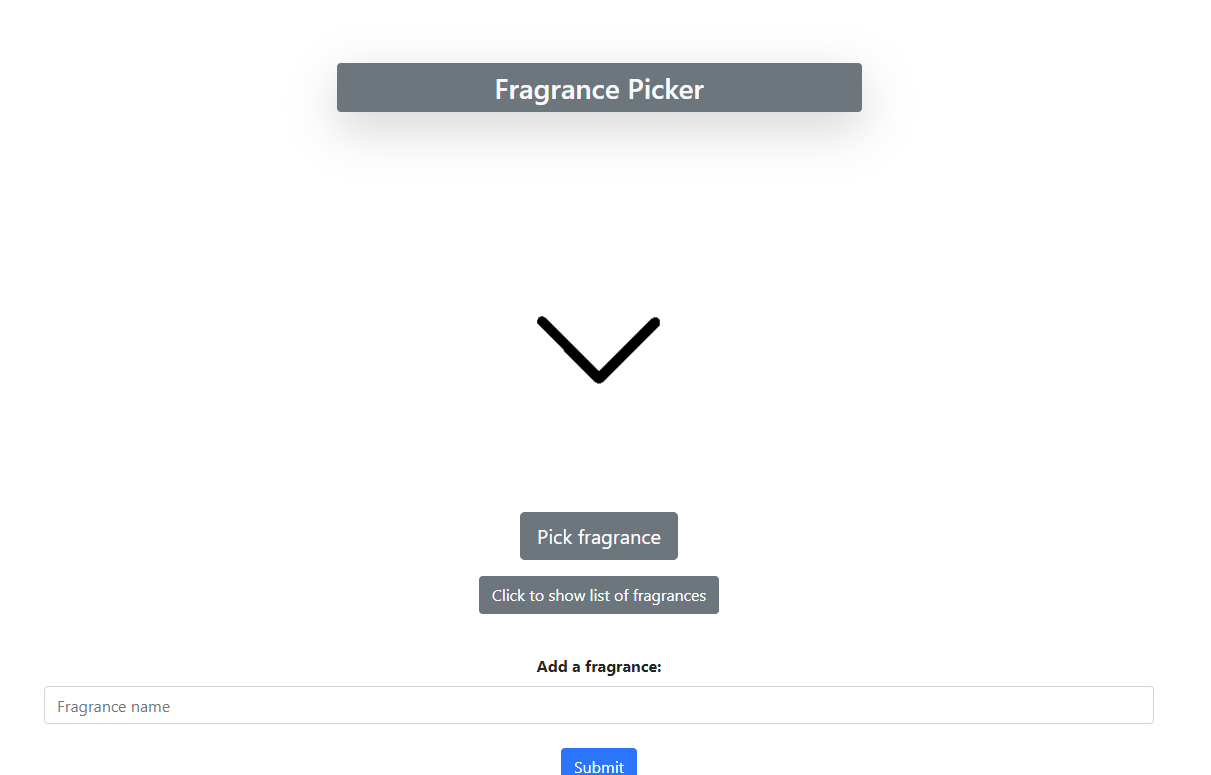 Fragrance Picker
Pick fragrance
Click to show list of fragrances
Add a fragrance:
Fragrance name
Submit